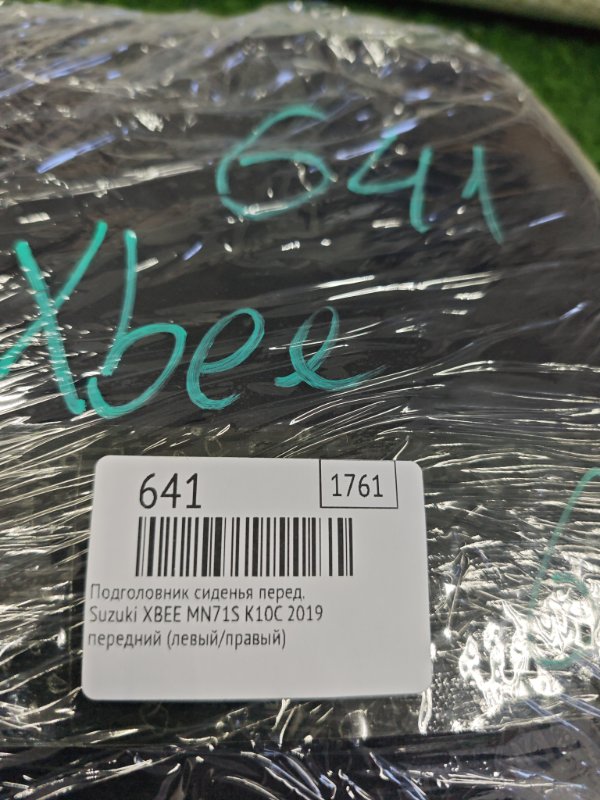 641
Xbee
641
1761
Подголовник сиденья перед.
Suzuki XBEE MN71S K10C 2019
передний (левый/правый)